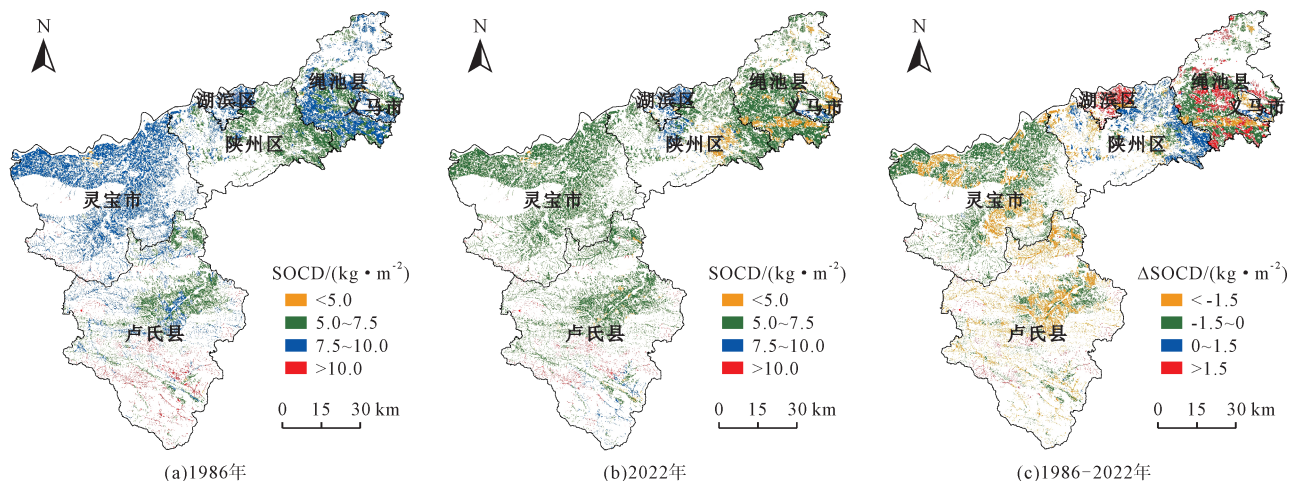 N
绳池县
湖滨区
义马市
陕州区
灵宝市
卢氏县
SOCD/(kg·m-2)
<5.0
5.0~7.5
7.5~10.0
>10.0
0 15 30 km
(a)1986年
N
绳池县
湖滨区
义马市
陕州区
灵宝市
卢氏县
SOCD/(kg·m-2)
<5.0
5.0~7.5
7.5~10.0
>10.0
0 15 30 km
(b)2022年
N
绳池县
湖滨区
义马市
陕州区
灵宝市
卢氏县
ΔSOCD/(kg·m-2)
< -1.5
-1.5~0
0~1.5
>1.5
0 15 30 km
(c)1986-2022年